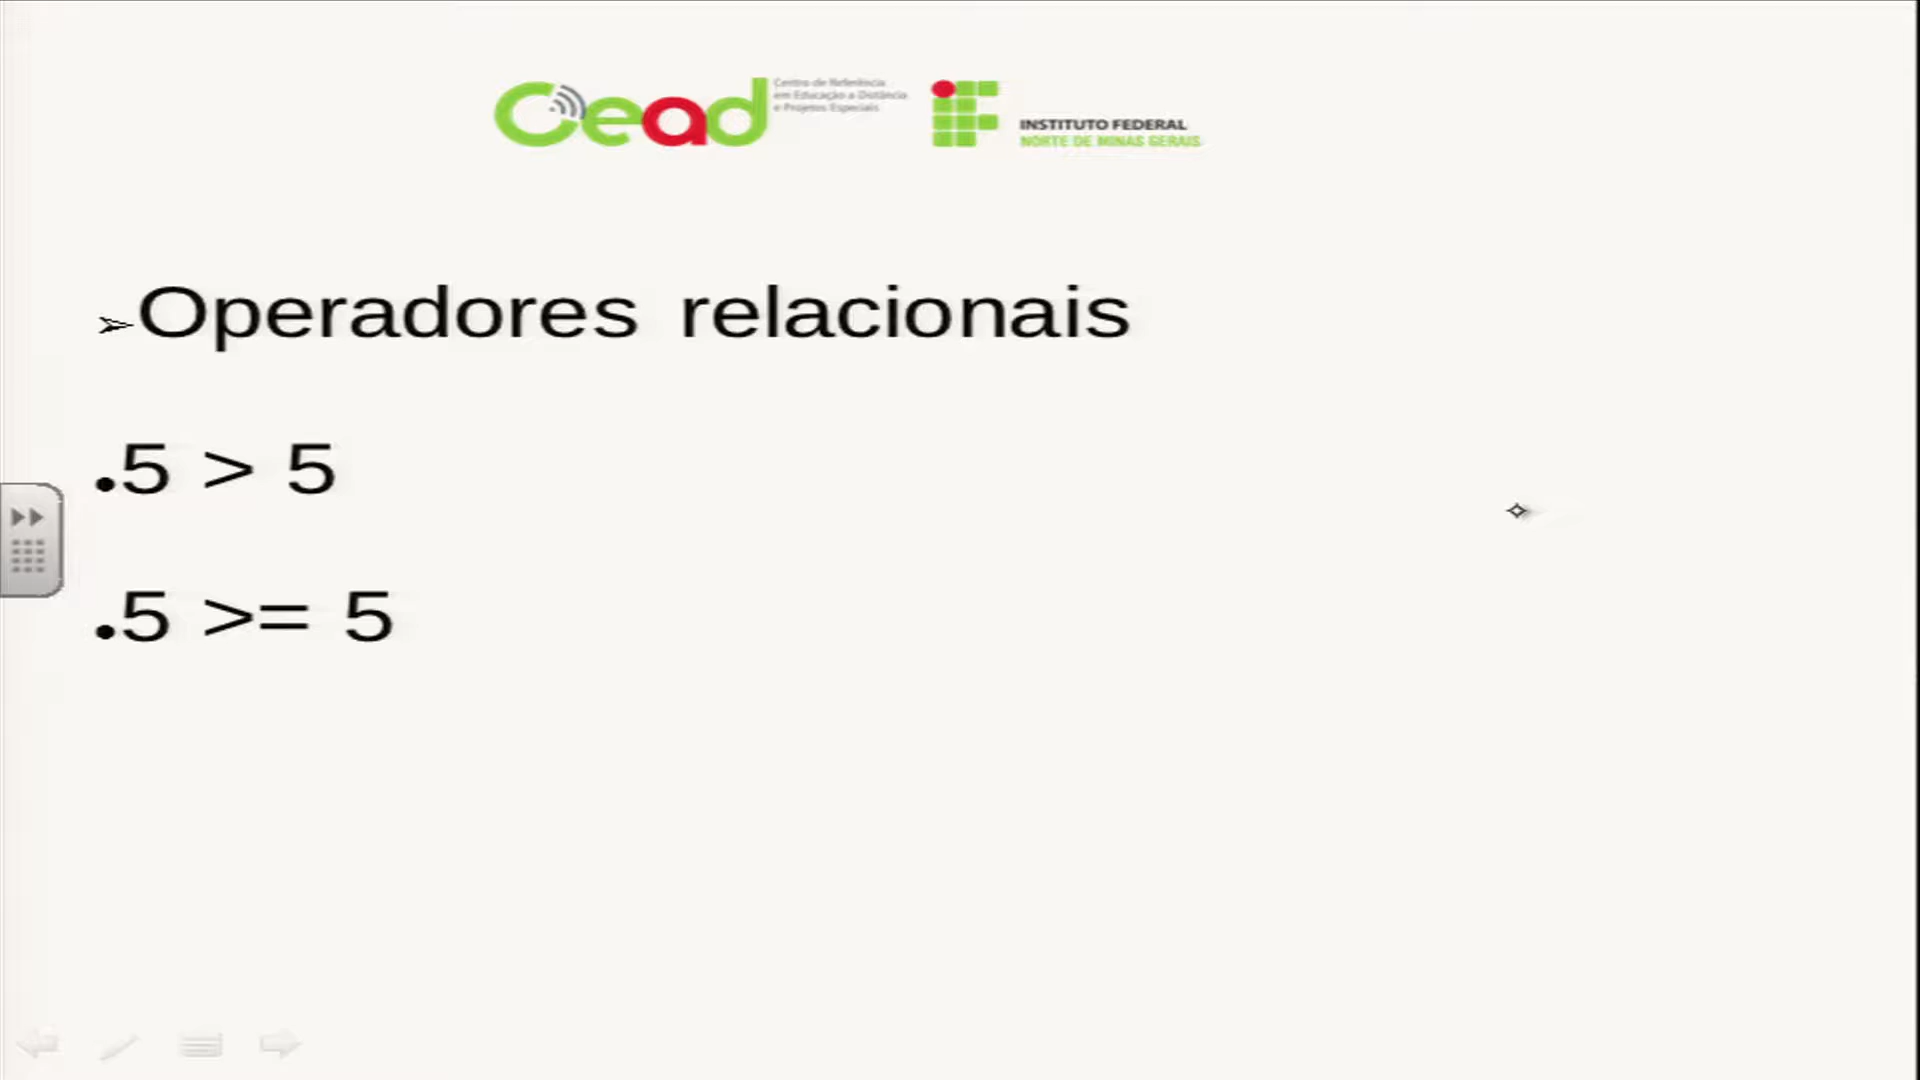 Cead
Centro de Referência
em Educação a Distância
e Projetos Especiais
INSTITUTO FEDERAL
NORTE DE MINAS GERAIS
➢Operadores relacionais
•5 > 5
•5 >= 5